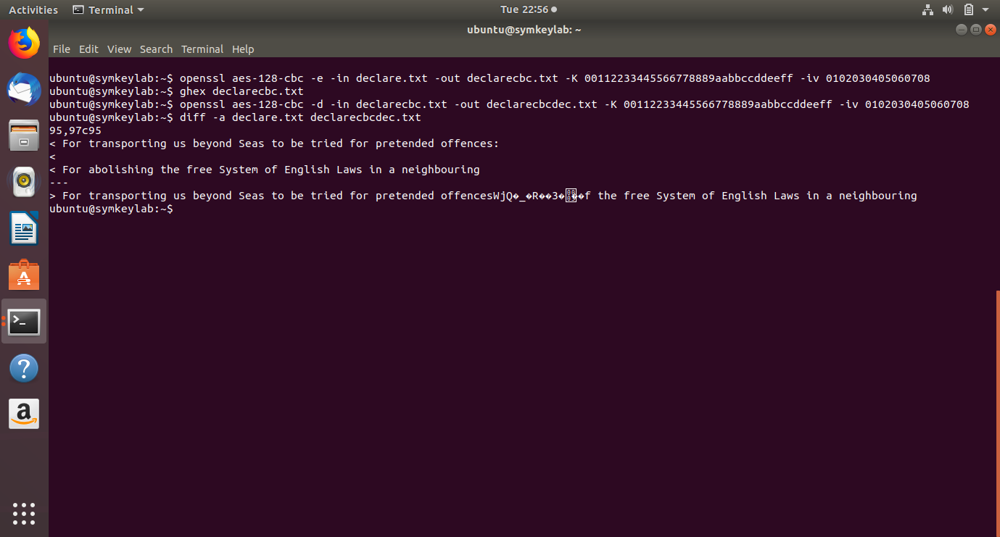 Activities Terminal Tue 22:56
ubuntu@symkeylab: ~
File Edit View Search Terminal Help
ubuntu@symkeylab:~$ openssl aes-128-cbc -e -in declare.txt -out declarecbc.txt -K 00112233445566778889aabbccddeeff -iv 0102030405060708
ubuntu@symkeylab:~$ ghex declarecbc.txt
ubuntu@symkeylab:~$ openssl aes-128-cbc -d -in declarecbc.txt -out declarecbcdec.txt -K 00112233445566778889aabbccddeeff -iv 0102030405060708
ubuntu@symkeylab:~$ diff -a declare.txt declarecbcdec.txt
95,97c95
< For transporting us beyond Seas to be tried for pretended offences:
<
< For abolishing the free System of English Laws in a neighbouring
---
> For transporting us beyond Seas to be tried for pretended offencesWjQ�_�R��3���f the free System of English Laws in a neighbouring
ubuntu@symkeylab:~$